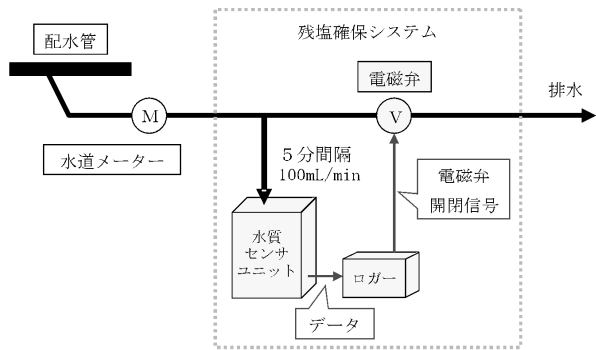 残塩確保システム
配水管
電磁弁
排水
M
V
水道メーター
５分間隔
100mL/min
電磁弁
開閉信号
水質
センサ
ユニット
ロガー
データ